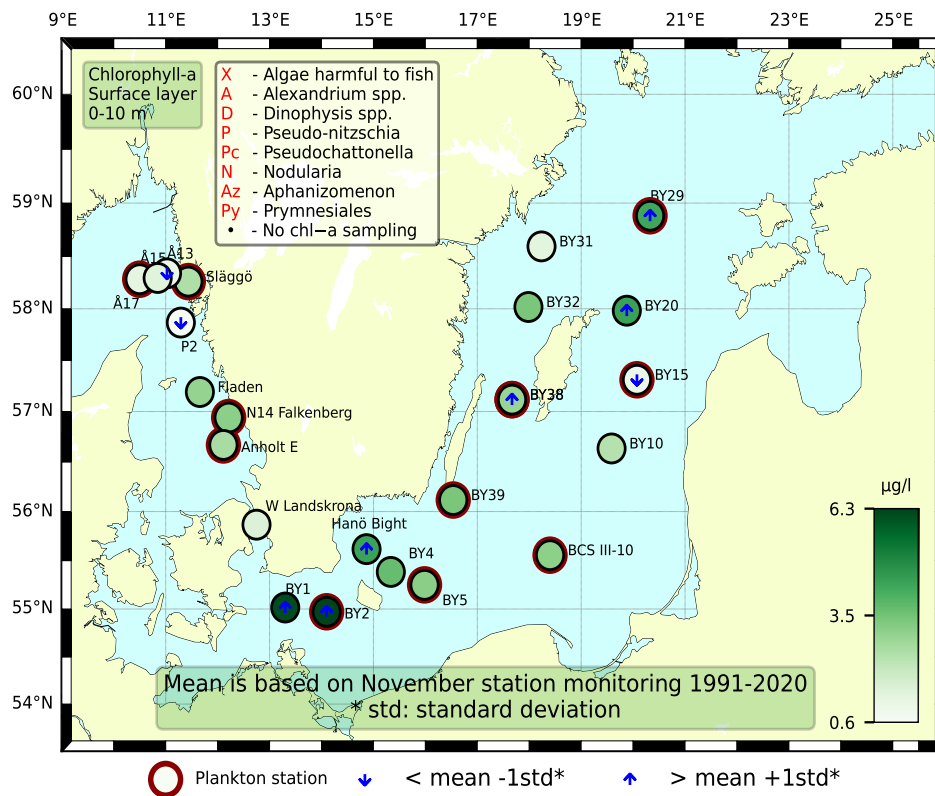 9°E 11°E 13°E 15°E 17°E 19°E 21°E 23°E 25°E
60°N
59°N
58°N
57°N
56°N
55°N
54°N
Chlorophyll-a
Surface layer
0-10 m
X - Algae harmful to fish
A - Alexandrium spp.
D - Dinophysis spp.
P - Pseudo-nitzschia
Pc - Pseudochattonella
N - Nodularia
Az - Aphanizomenon
Py - Prymnesiales
• - No chl−a sampling
BY29
BY31
Å13
Å15
Släggö
Å17
BY32
BY20
P2
BY15
Fladen
BY38
N14 Falkenberg
Anholt E
BY10
BY39
W Landskrona
Hanö Bight
BY4
BCS III-10
BY1
BY5
BY2
µg/l
6.3
3.5
0.6
Mean is based on November station monitoring 1991-2020
* std: standard deviation
Plankton station
< mean -1std*
> mean +1std*